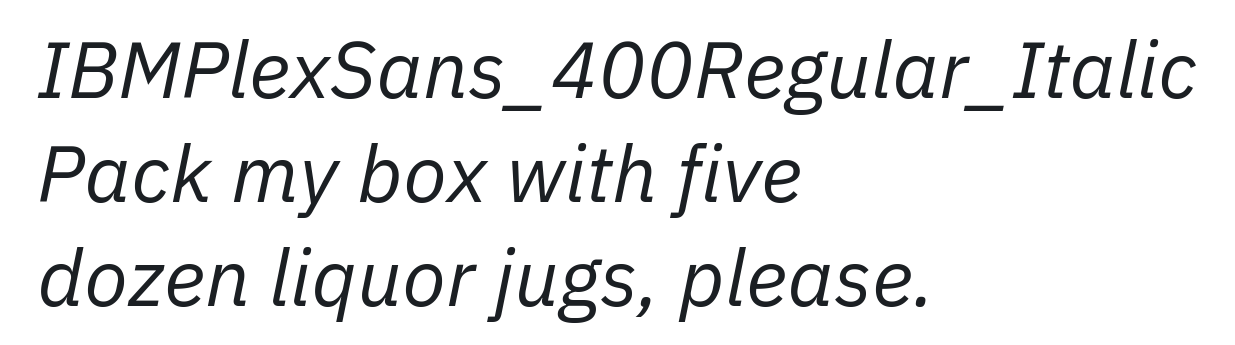 IBMPlexSans_400Regular_Italic
Pack my box with five
dozen liquor jugs, please.